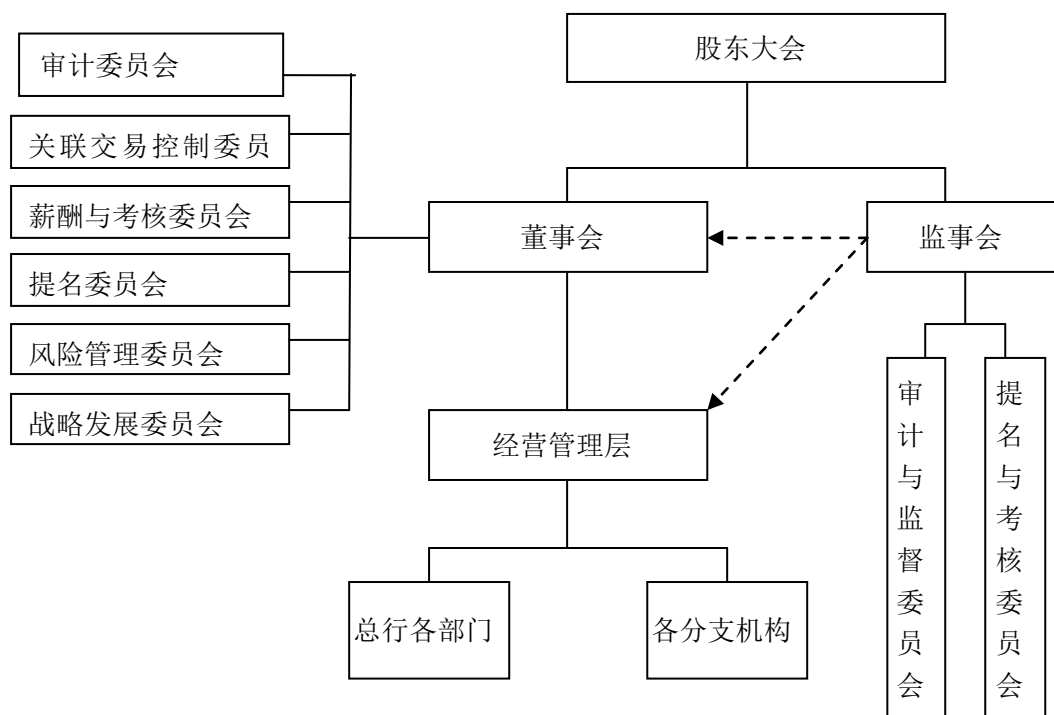 股东大会
审计委员会
关联交易控制委员
薪酬与考核委员会
董事会
监事会
提名委员会
风险管理委员会
战略发展委员会
经营管理层
审计与监督委员会
提名与考核委员会
总行各部门
各分支机构